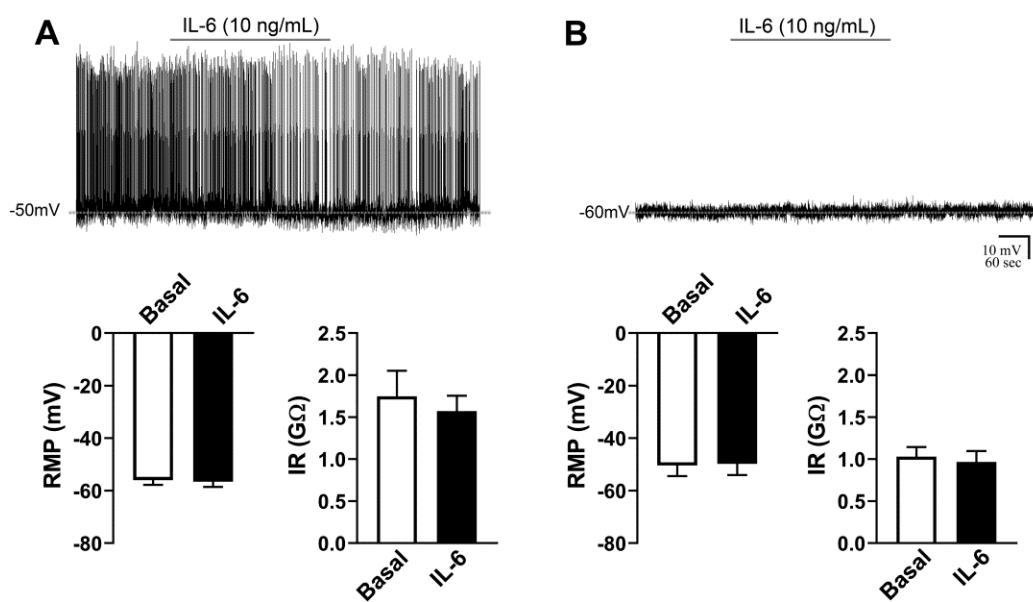 A
IL-6 (10 ng/mL)
-50mV
B
IL-6 (10 ng/mL)
-60mV
10 mV
60 sec
Basal
IL-6
RMP (mV)
0
-20
-40
-60
-80
IR (GΩ)
2.5
2.0
1.5
1.0
0.5
0.0
Basal
IL-6
Basal
IL-6
RMP (mV)
0
-20
-40
-60
-80
IR (GΩ)
2.5
2.0
1.5
1.0
0.5
0.0
Basal
IL-6